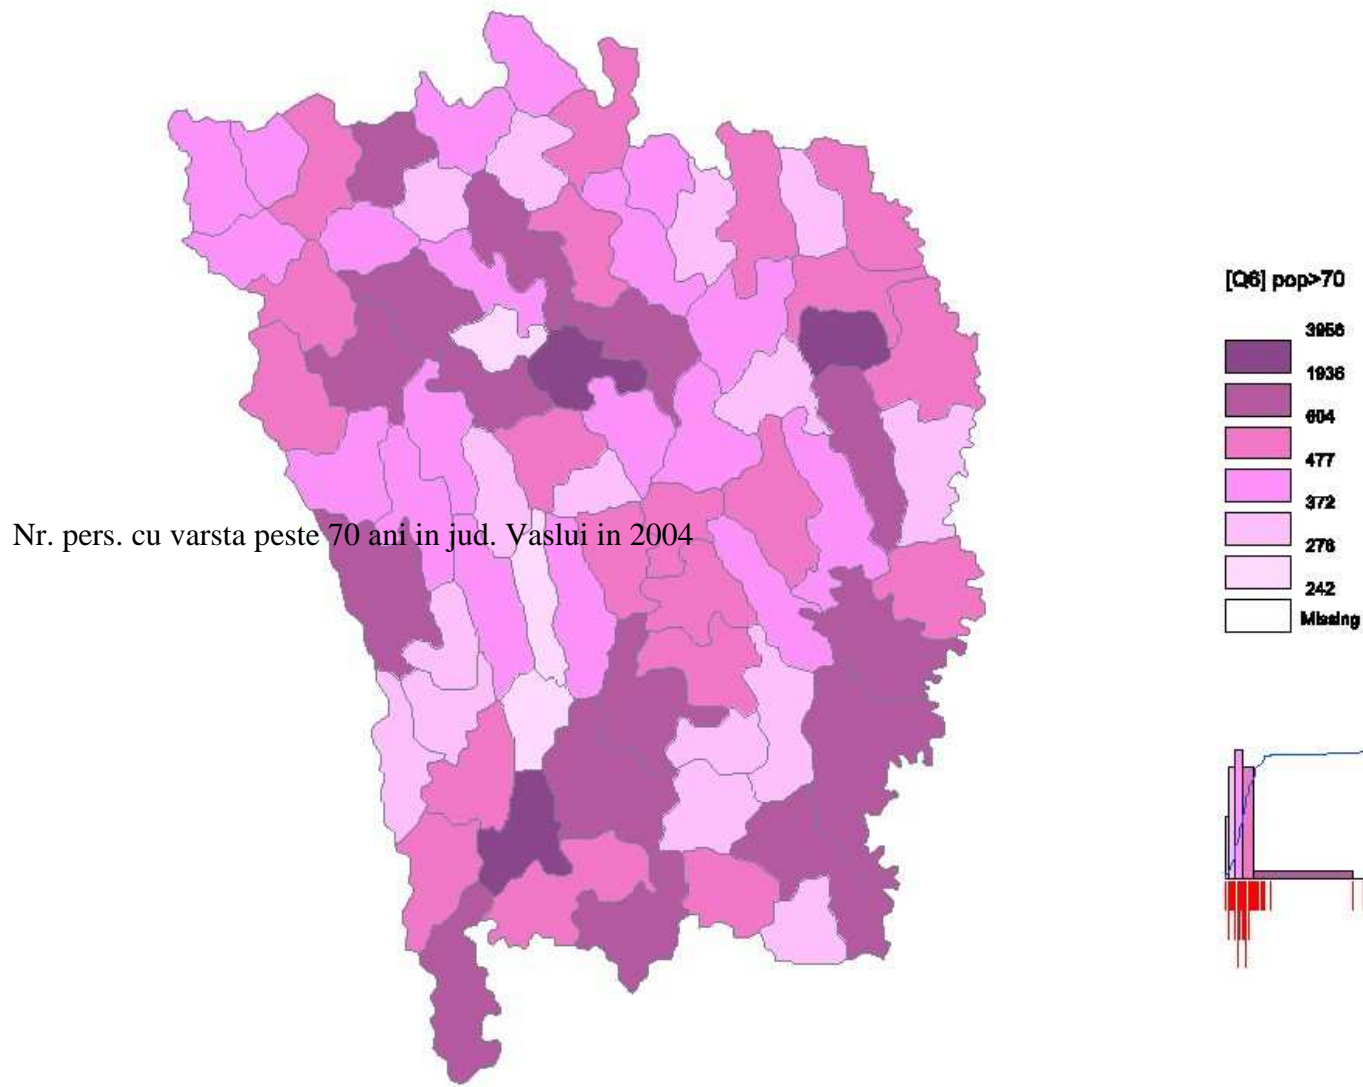 [Q6] pop>70
3956
1936
604
477
372
276
242
Missing
Nr. pers. cu varsta peste 70 ani in jud. Vaslui in 2004